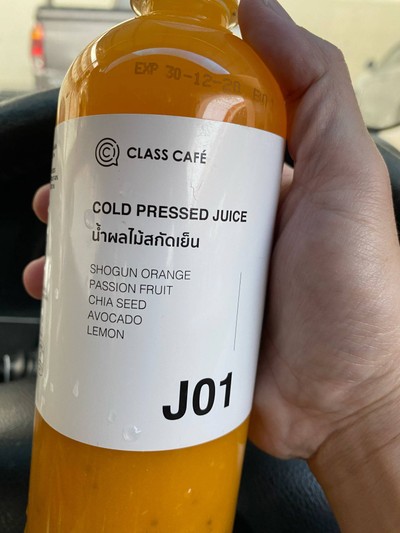 EXP 30-12-20
CLASS CAFÉ
COLD PRESSED JUICE
น้ำผลไม้สกัดเย็น
SHOGUN ORANGE
PASSION FRUIT
CHIA SEED
AVOCADO
LEMON
J01